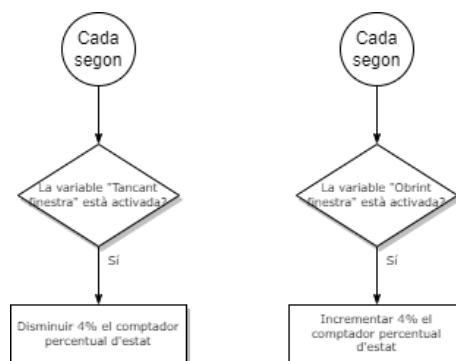 Cada
segon
La variable "Tancant
finestra" està activada?
Sí
Disminuir 4% el comptador
percentual d'estat
Cada
segon
La variable "Obrint
finestra" està activada?
Sí
Incrementar 4% el
comptador percentual
d'estat